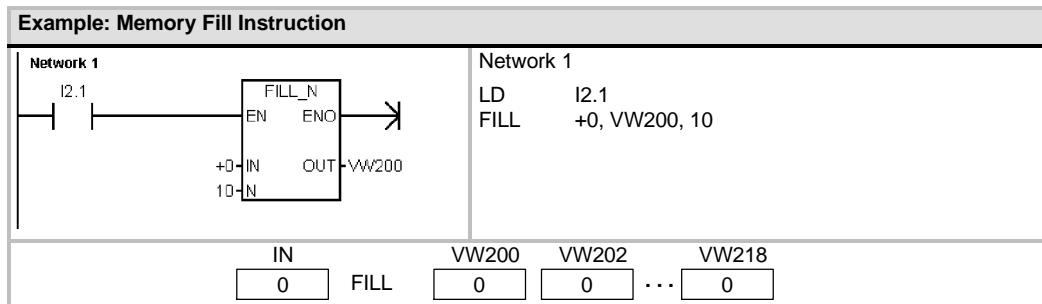 Example: Memory Fill Instruction
Network 1
I2.1
FILL_N
EN ENO
+0 IN OUT VW200
10 N
Network 1
LD I2.1
FILL +0, VW200, 10
IN VW200 VW202 VW218
0 FILL 0 0 ... 0